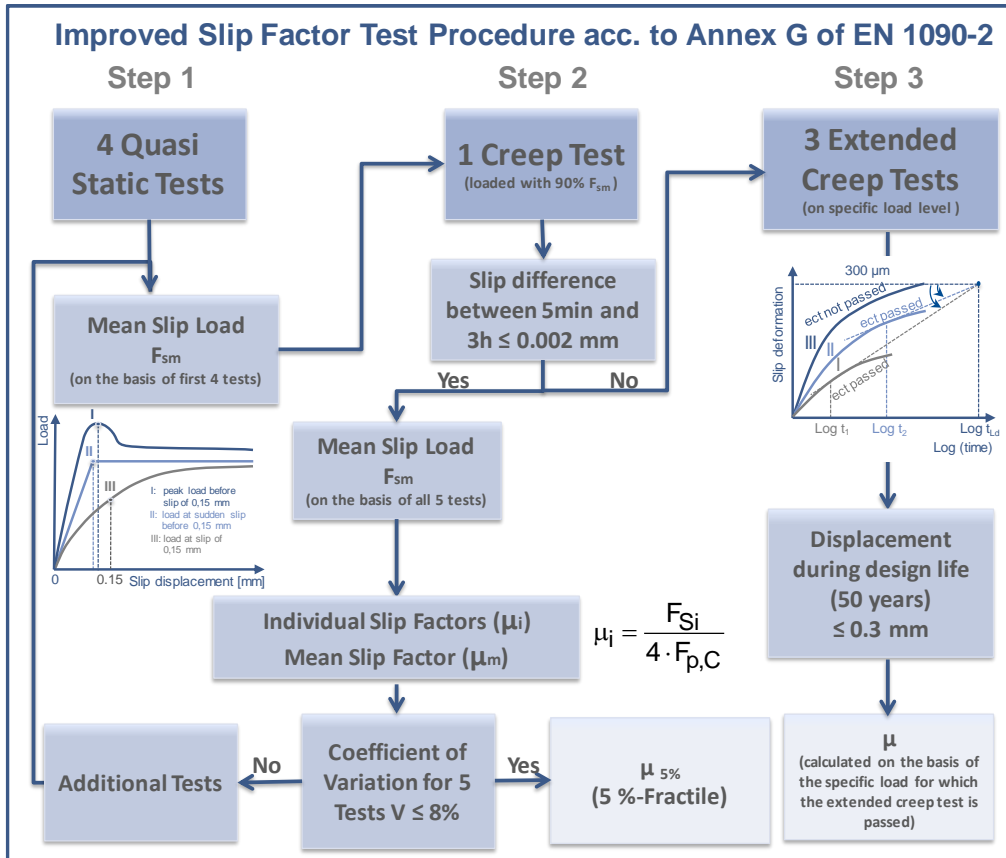 Improved Slip Factor Test Procedure acc. to Annex G of EN 1090-2
Step 1
Step 2
Step 3
4 Quasi
Static Tests
1 Creep Test
(loaded with 90% Fsm)
3 Extended
Creep Tests
(on specific load level )
Mean Slip Load
Fsm
(on the basis of first 4 tests)
Slip difference
between 5min and
3h ≤ 0.002 mm
Yes
No
300 µm
Slip deformation
ect not passed
ect passed
ect passed
III
II
I
Log t1
Log t2
Log tLd
Log (time)
Load
I
II
III
I: peak load before
slip of 0,15 mm
II: load at sudden slip
before 0,15 mm
III: load at slip of
0,15 mm
0
0.15
Slip displacement [mm]
Mean Slip Load
Fsm
(on the basis of all 5 tests)
Displacement
during design life
(50 years)
≤ 0.3 mm
Individual Slip Factors (µi)
Mean Slip Factor (µm)
µi = FSi / 4 · Fp,C
Additional Tests
No
Coefficient of
Variation for 5
Tests V ≤ 8%
Yes
µ 5%
(5 %-Fractile)
µ
(calculated on the basis of
the specific load for which
the extended creep test is
passed)